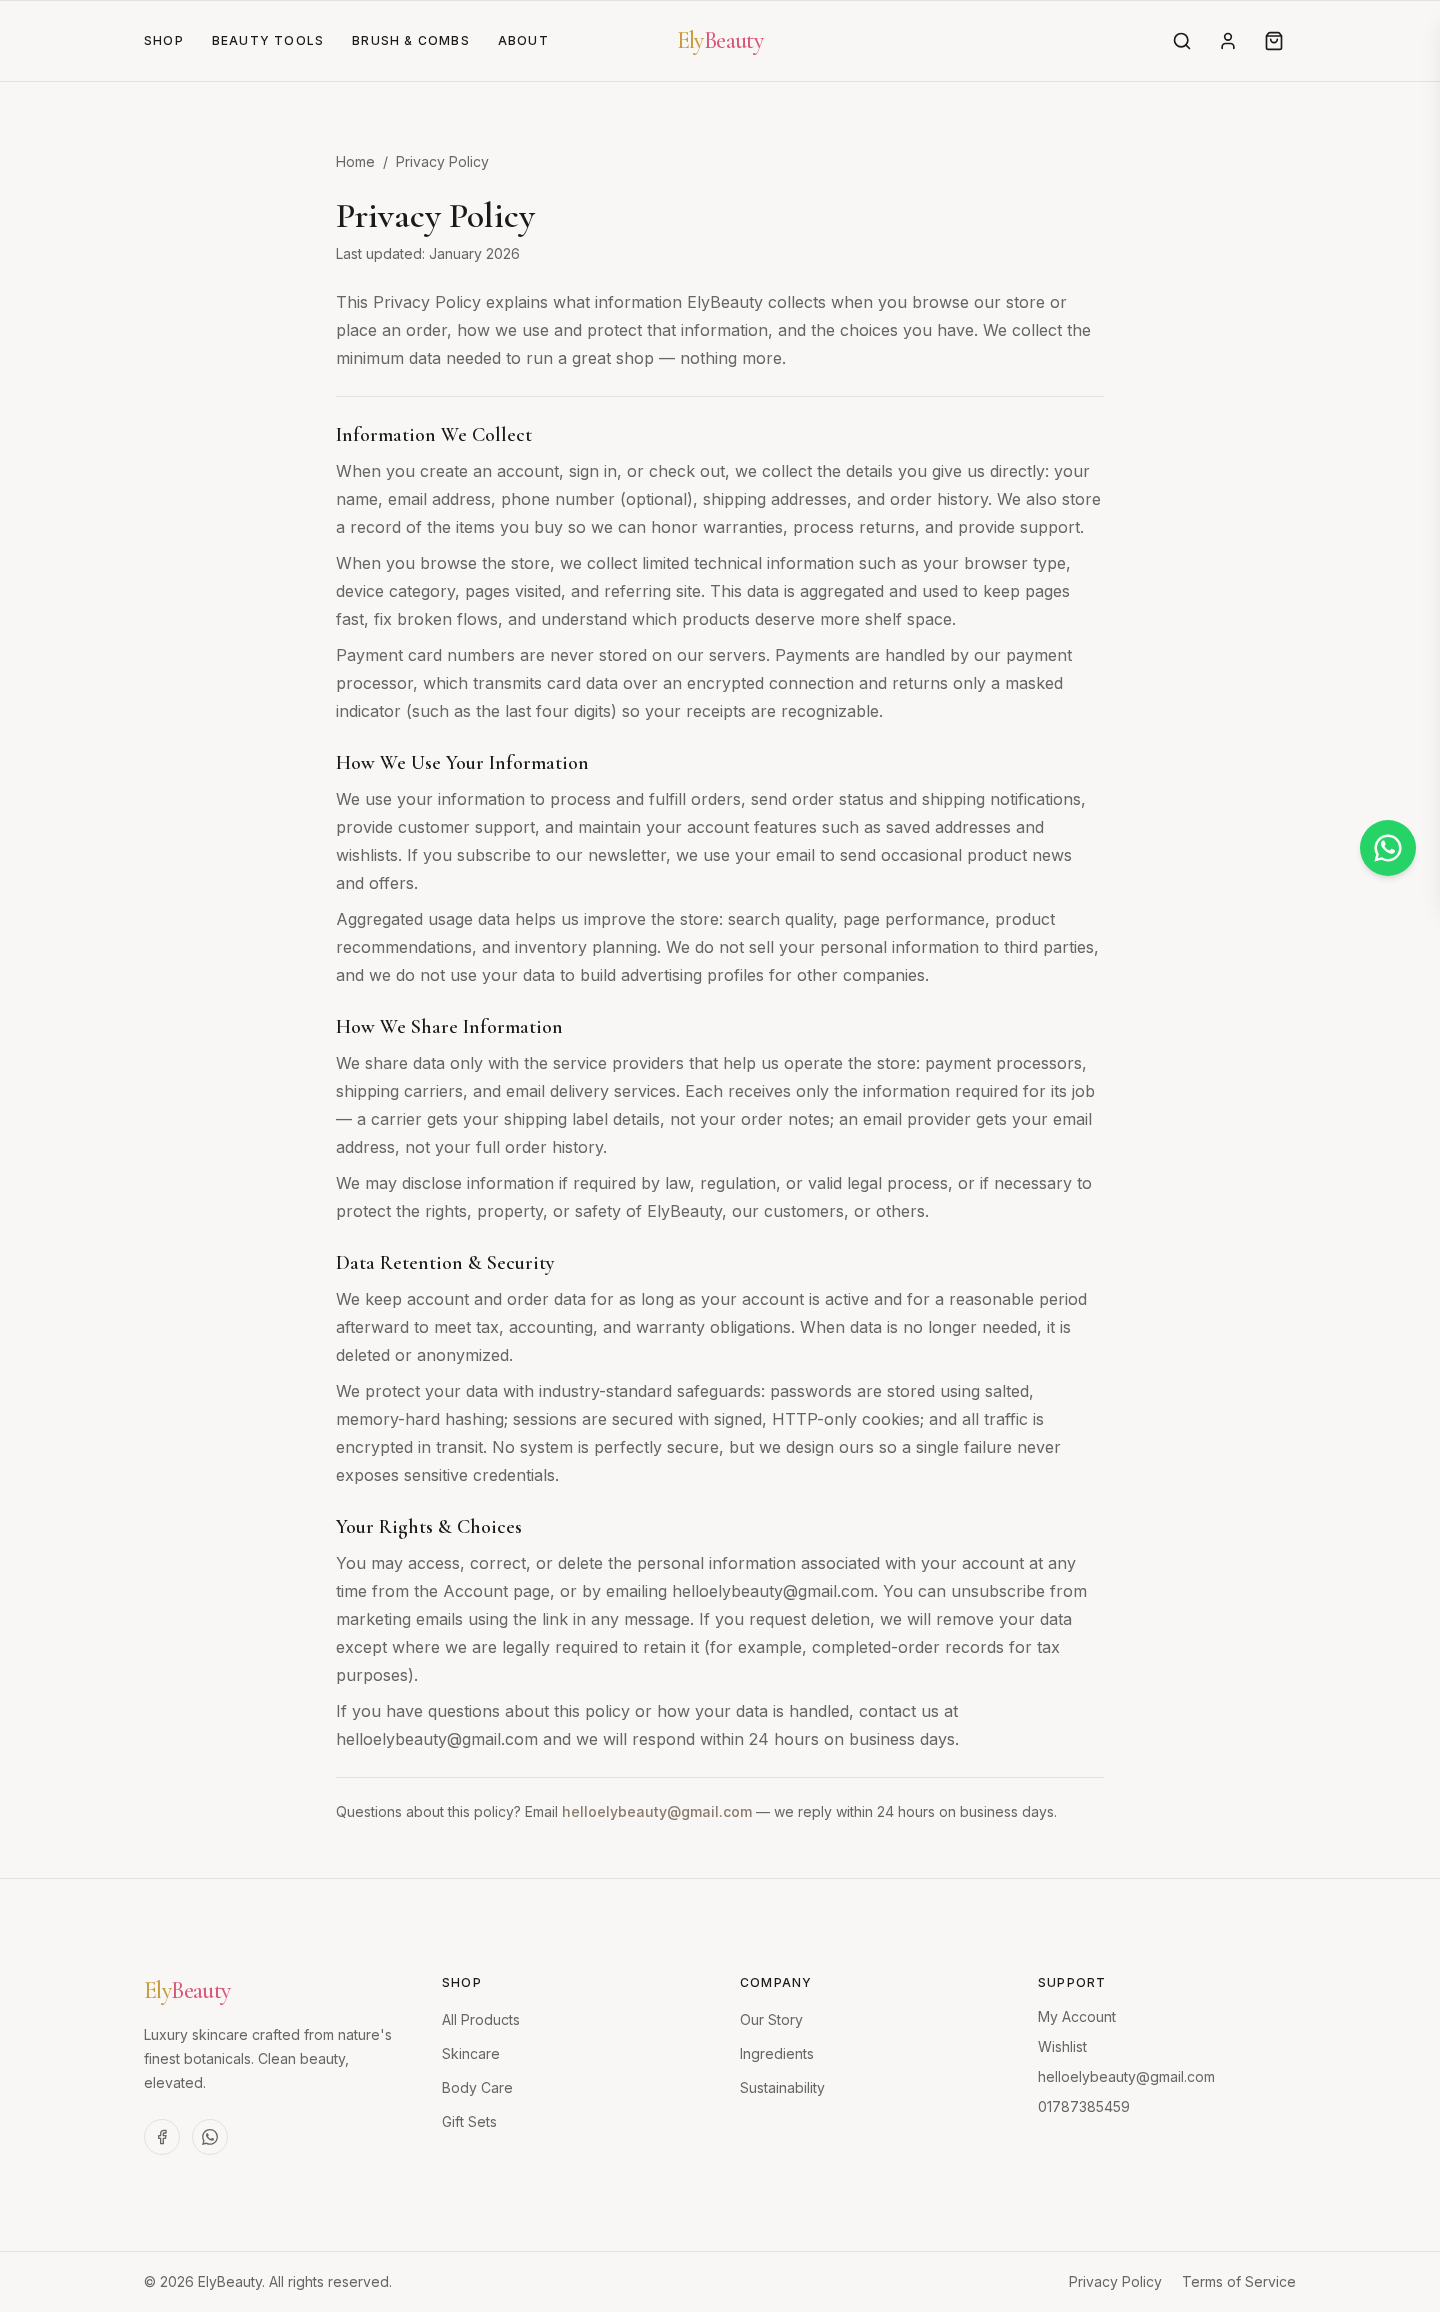 SHOP BEAUTY TOOLS BRUSH & COMBS ABOUT ElyBeauty
Home / Privacy Policy
Privacy Policy
Last updated: January 2026
This Privacy Policy explains what information ElyBeauty collects when you browse our store or
place an order, how we use and protect that information, and the choices you have. We collect the
minimum data needed to run a great shop — nothing more.
Information We Collect
When you create an account, sign in, or check out, we collect the details you give us directly: your
name, email address, phone number (optional), shipping addresses, and order history. We also store
a record of the items you buy so we can honor warranties, process returns, and provide support.
When you browse the store, we collect limited technical information such as your browser type,
device category, pages visited, and referring site. This data is aggregated and used to keep pages
fast, fix broken flows, and understand which products deserve more shelf space.
Payment card numbers are never stored on our servers. Payments are handled by our payment
processor, which transmits card data over an encrypted connection and returns only a masked
indicator (such as the last four digits) so your receipts are recognizable.
How We Use Your Information
We use your information to process and fulfill orders, send order status and shipping notifications,
provide customer support, and maintain your account features such as saved addresses and
wishlists. If you subscribe to our newsletter, we use your email to send occasional product news
and offers.
Aggregated usage data helps us improve the store: search quality, page performance, product
recommendations, and inventory planning. We do not sell your personal information to third parties,
and we do not use your data to build advertising profiles for other companies.
How We Share Information
We share data only with the service providers that help us operate the store: payment processors,
shipping carriers, and email delivery services. Each receives only the information required for its job
— a carrier gets your shipping label details, not your order notes; an email provider gets your email
address, not your full order history.
We may disclose information if required by law, regulation, or valid legal process, or if necessary to
protect the rights, property, or safety of ElyBeauty, our customers, or others.
Data Retention & Security
We keep account and order data for as long as your account is active and for a reasonable period
afterward to meet tax, accounting, and warranty obligations. When data is no longer needed, it is
deleted or anonymized.
We protect your data with industry-standard safeguards: passwords are stored using salted,
memory-hard hashing; sessions are secured with signed, HTTP-only cookies; and all traffic is
encrypted in transit. No system is perfectly secure, but we design ours so a single failure never
exposes sensitive credentials.
Your Rights & Choices
You may access, correct, or delete the personal information associated with your account at any
time from the Account page, or by emailing helloelybeauty@gmail.com. You can unsubscribe from
marketing emails using the link in any message. If you request deletion, we will remove your data
except where we are legally required to retain it (for example, completed-order records for tax
purposes).
If you have questions about this policy or how your data is handled, contact us at
helloelybeauty@gmail.com and we will respond within 24 hours on business days.
Questions about this policy? Email helloelybeauty@gmail.com — we reply within 24 hours on business days.
ElyBeauty
Luxury skincare crafted from nature's
finest botanicals. Clean beauty,
elevated.
SHOP
All Products
Skincare
Body Care
Gift Sets
COMPANY
Our Story
Ingredients
Sustainability
SUPPORT
My Account
Wishlist
helloelybeauty@gmail.com
01787385459
© 2026 ElyBeauty. All rights reserved.
Privacy Policy Terms of Service